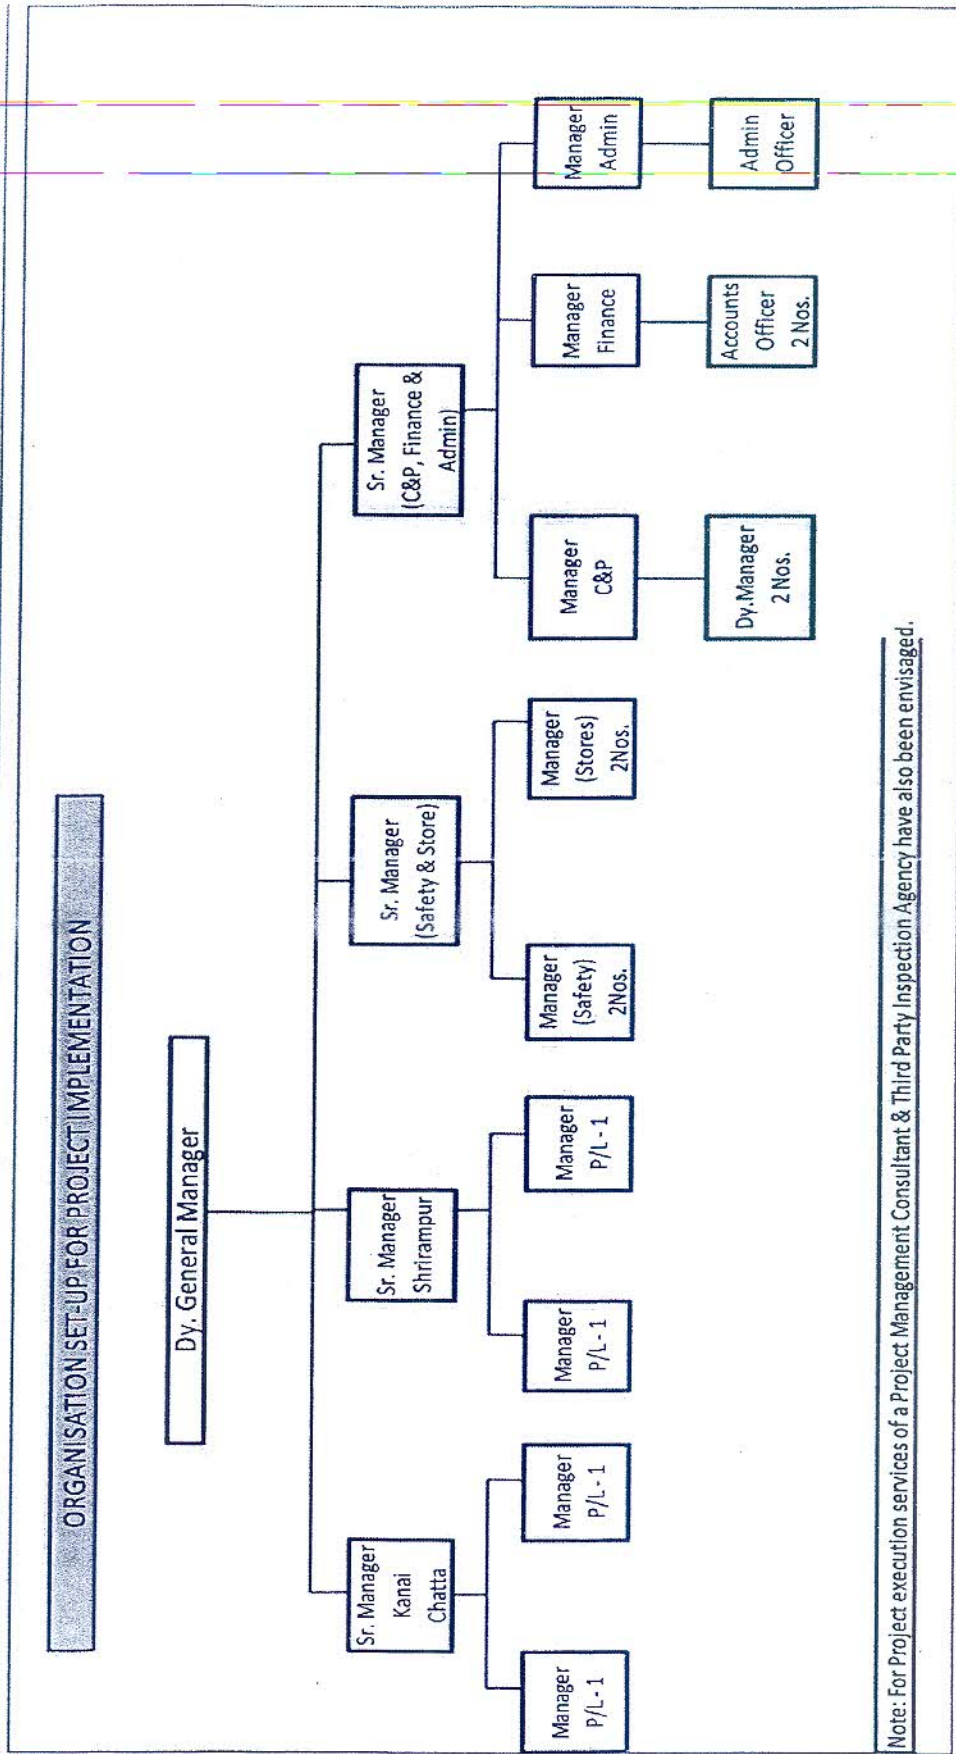 ORGANISATION SET-UP FOR PROJECT IMPLEMENTATION
Dy. General Manager
Sr. Manager
Kanai
Chatta
Sr. Manager
Shrirampur
Sr. Manager
(Safety & Store)
Sr. Manager
(C&P, Finance &
Admin)
Manager
P/L - 1
Manager
P/L - 1
Manager
P/L - 1
Manager
P/L - 1
Manager
(Safety)
2Nos.
Manager
(Stores)
2Nos.
Manager
C&P
Manager
Finance
Manager
Admin
Dy.Manager
2 Nos.
Accounts
Officer
2 Nos.
Admin
Officer
Note: For Project execution services of a Project Management Consultant & Third Party Inspection Agency have also been envisaged.